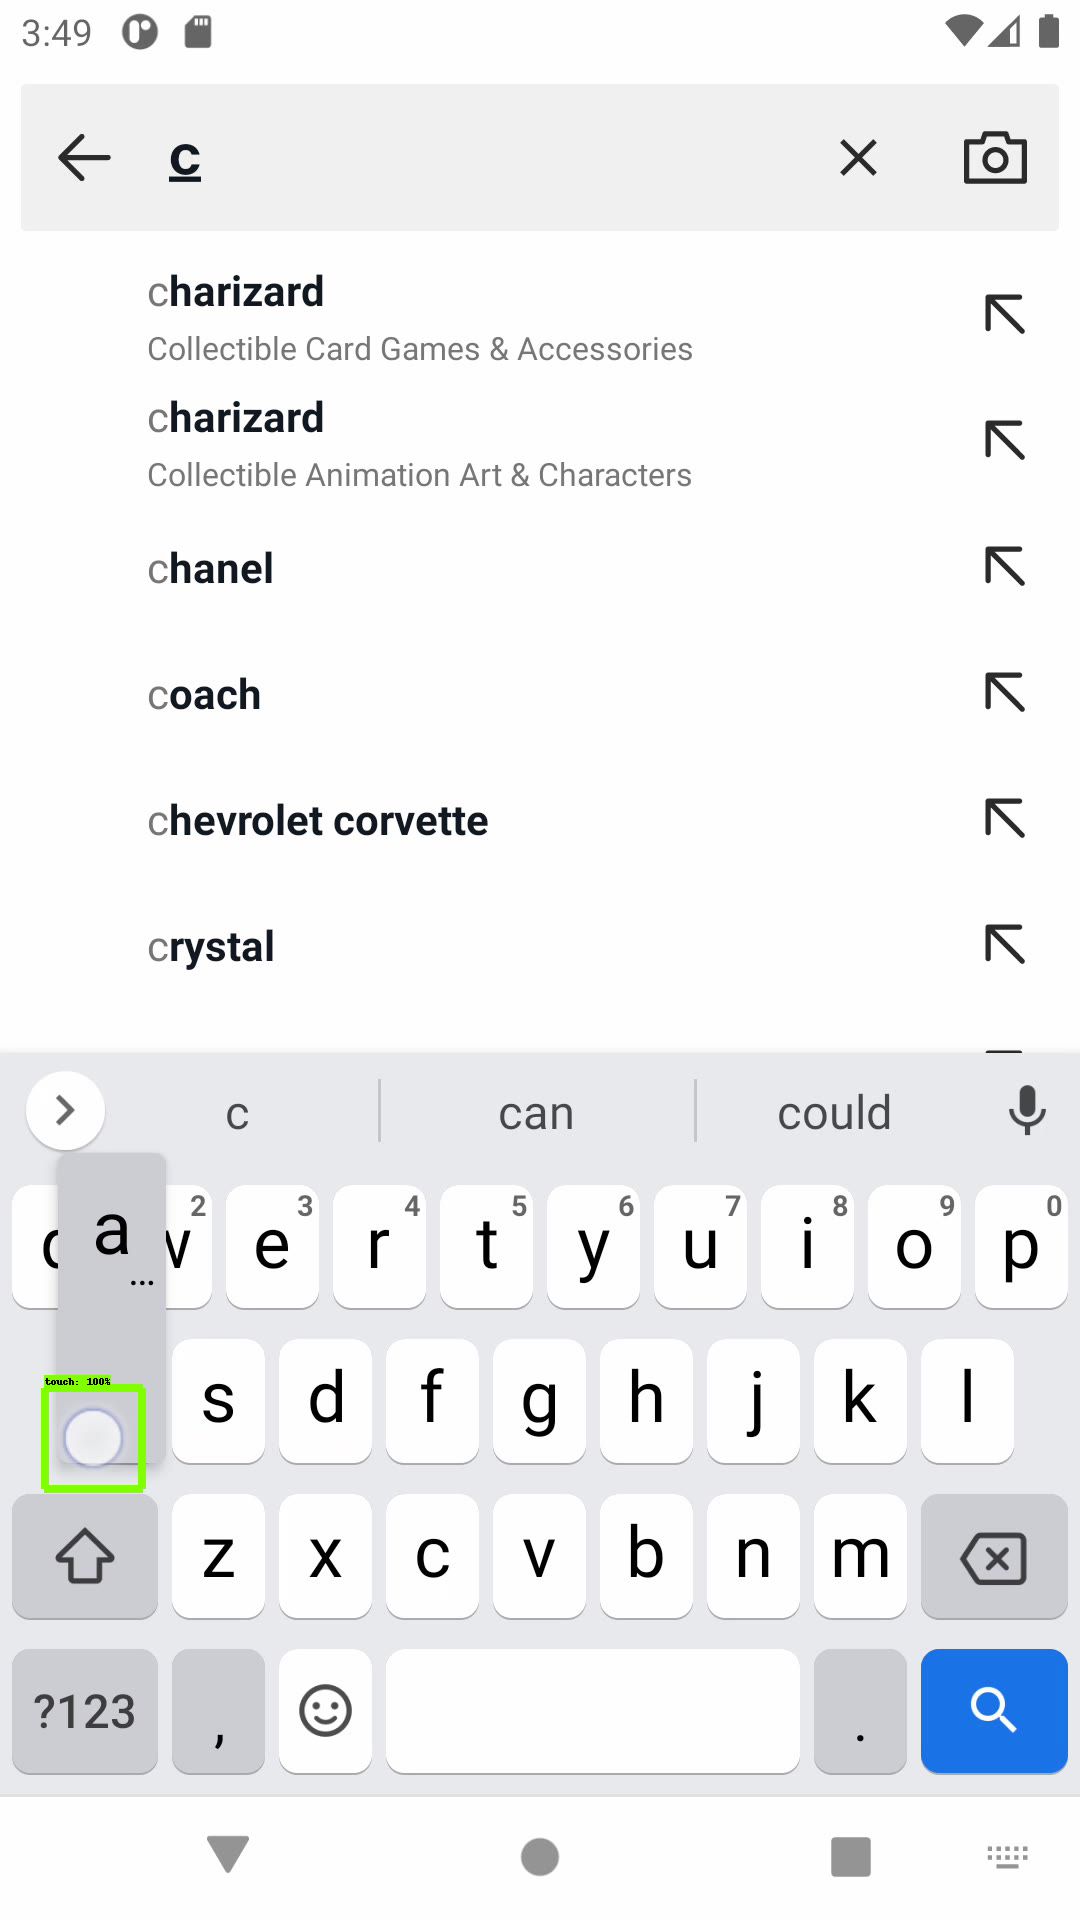 3:49
c
charizard
Collectible Card Games & Accessories
charizard
Collectible Animation Art & Characters
chanel
coach
chevrolet corvette
crystal
c can could
a
...
w 2 e 3 r 4 t 5 y 6 u 7 i 8 o 9 p 0
touch: 100%
s d f g h j k l
z x c v b n m
?123 , .